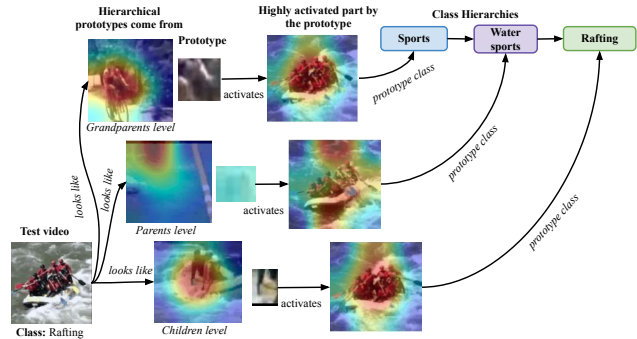 Hierarchical
prototypes come from
Highly activated part by
the prototype
Class Hierarchies
Prototype
Sports
Water
sports
Rafting
activates
prototype class
Grandparents level
looks like
looks like
prototype class
activates
Parents level
Test video
looks like
prototype class
activates
Children level
Class: Rafting